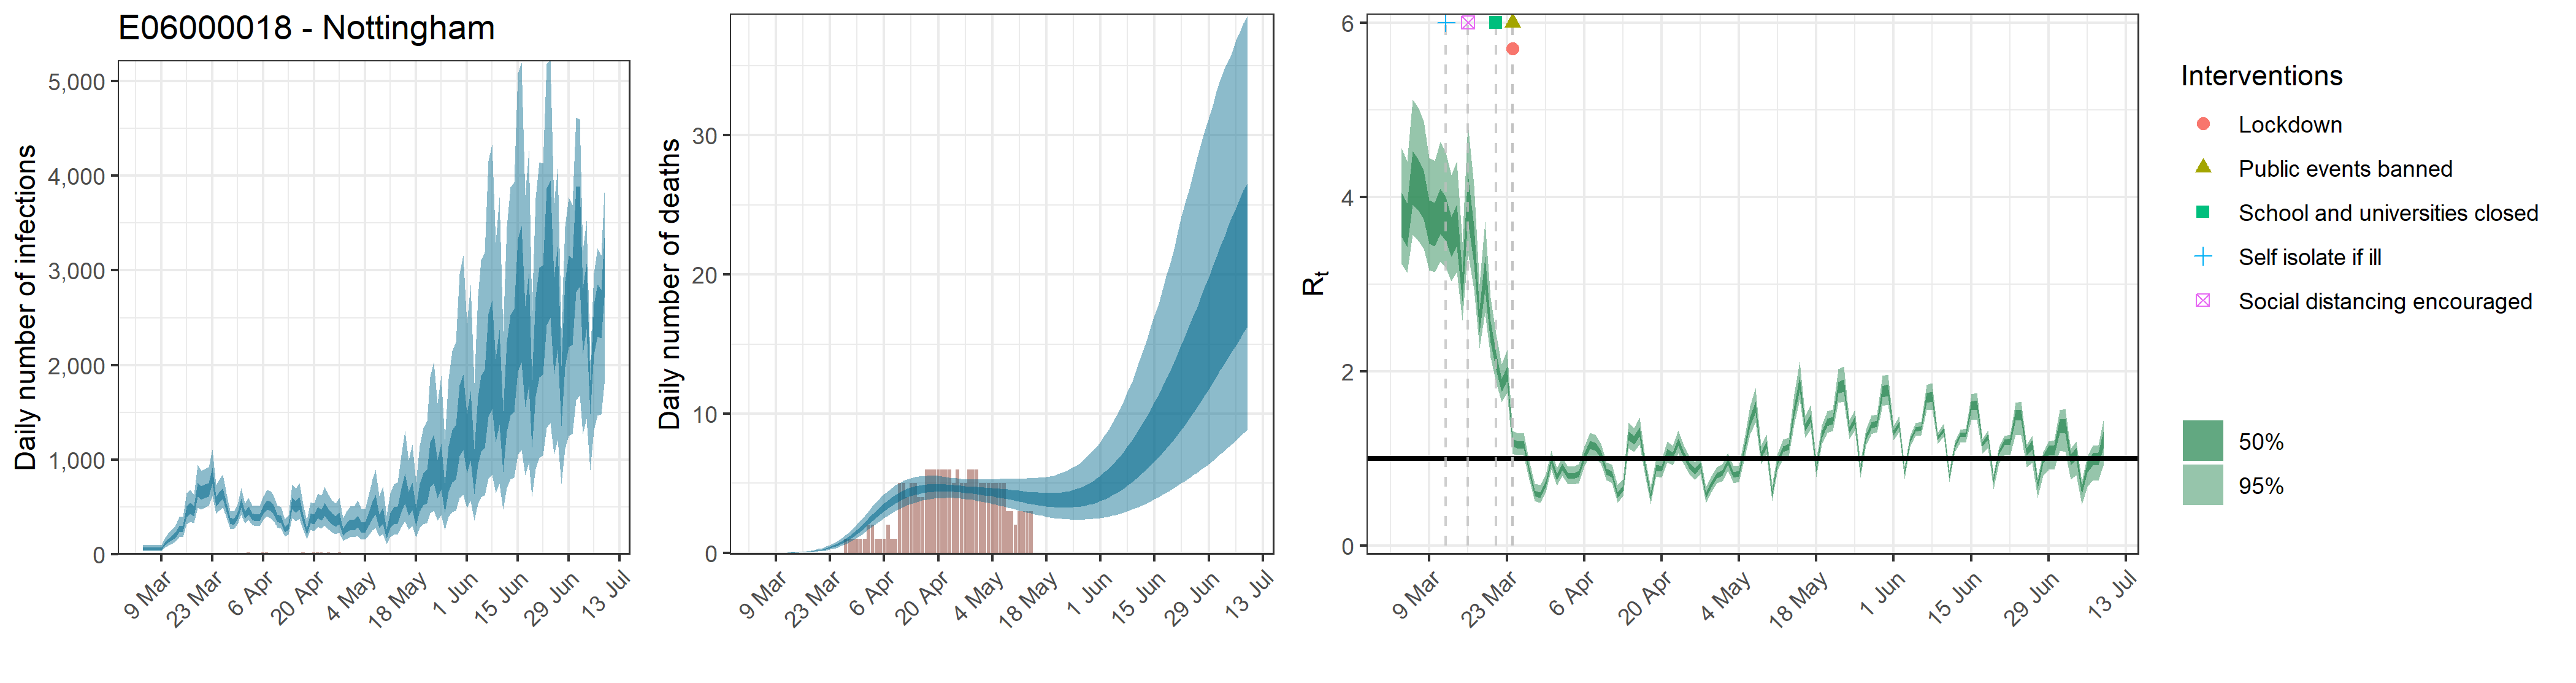 E06000018 - Nottingham
Daily number of infections
5,000
4,000
3,000
2,000
1,000
0
9 Mar
23 Mar
6 Apr
20 Apr
4 May
18 May
1 Jun
15 Jun
29 Jun
13 Jul
Daily number of deaths
30
20
10
0
9 Mar
23 Mar
6 Apr
20 Apr
4 May
18 May
1 Jun
15 Jun
29 Jun
13 Jul
Rt
6
4
2
0
9 Mar
23 Mar
6 Apr
20 Apr
4 May
18 May
1 Jun
15 Jun
29 Jun
13 Jul
Interventions
Lockdown
Public events banned
School and universities closed
Self isolate if ill
Social distancing encouraged
50%
95%